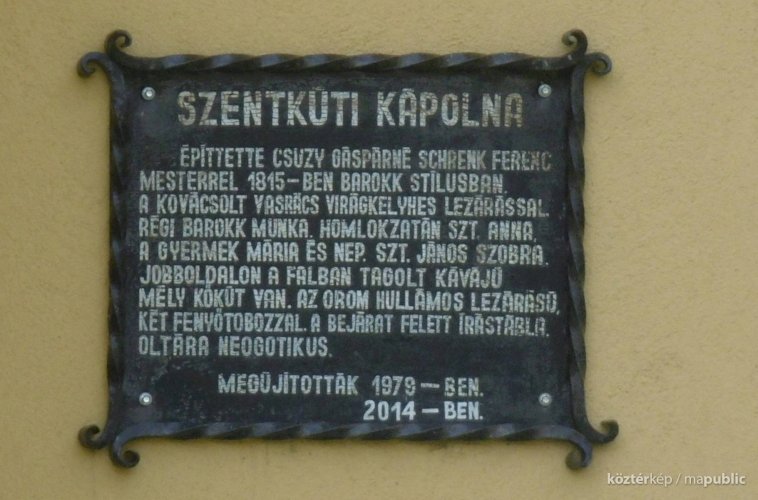 SZENTKÚTI KÁPOLNA
ÉPÍTTETTE CSUZY GÁSPÁRNÉ SCHRENK FERENC
MESTERREL 1815-BEN BAROKK STÍLUSBAN.
A KOVÁCSOLT VASRÁCS VIRÁGKELYHES LEZÁRÁSSAL
RÉGI BAROKK MUNKA. HOMLOKZATÁN SZT. ANNA,
A GYERMEK MÁRIA ÉS NEP. SZT. JÁNOS SZOBRA.
JOBBOLDALON A FALBAN TAGOLT KÁVÁJÚ
MÉLY KŐKÚT VAN. AZ OROM HULLÁMOS LEZÁRÁSÚ,
KÉT FENYŐTOBOZZAL. A BEJÁRAT FELETT ÍRÁSTÁBLA.
OLTÁRA NEOGÓTIKUS.
MEGÚJÍTOTTÁK 1979-BEN.
2014-BEN.
köztérkép / mapublic